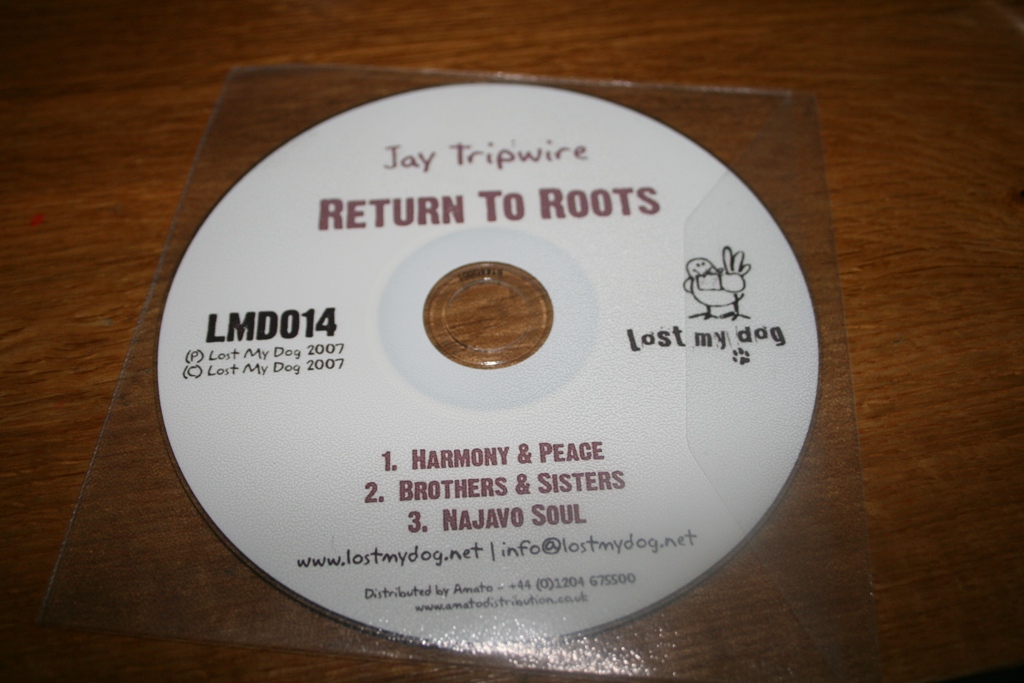 Jay Tripwire
RETURN TO ROOTS
LMD014
(P) Lost My Dog 2007
(C) Lost My Dog 2007
lost my dog
1. HARMONY & PEACE
2. BROTHERS & SISTERS
3. NAJAVO SOUL
www.lostmydog.net | info@lostmydog.net
Distributed by Amato - +44 (0)1204 675500
www.amatodistribution.co.uk